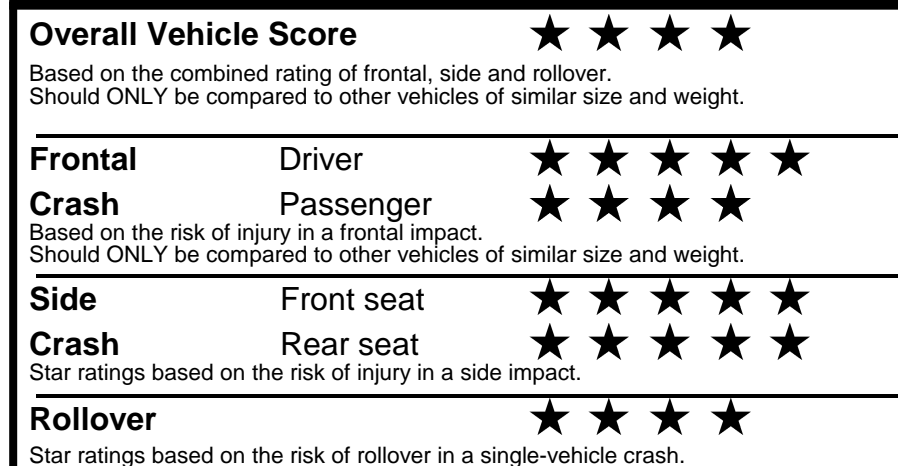 Overall Vehicle Score ★ ★ ★ ★
Based on the combined rating of frontal, side and rollover.
Should ONLY be compared to other vehicles of similar size and weight.
Frontal Driver ★ ★ ★ ★ ★
Crash Passenger ★ ★ ★ ★
Based on the risk of injury in a frontal impact.
Should ONLY be compared to other vehicles of similar size and weight.
Side Front seat ★ ★ ★ ★ ★
Crash Rear seat ★ ★ ★ ★ ★
Star ratings based on the risk of injury in a side impact.
Rollover ★ ★ ★ ★
Star ratings based on the risk of rollover in a single-vehicle crash.